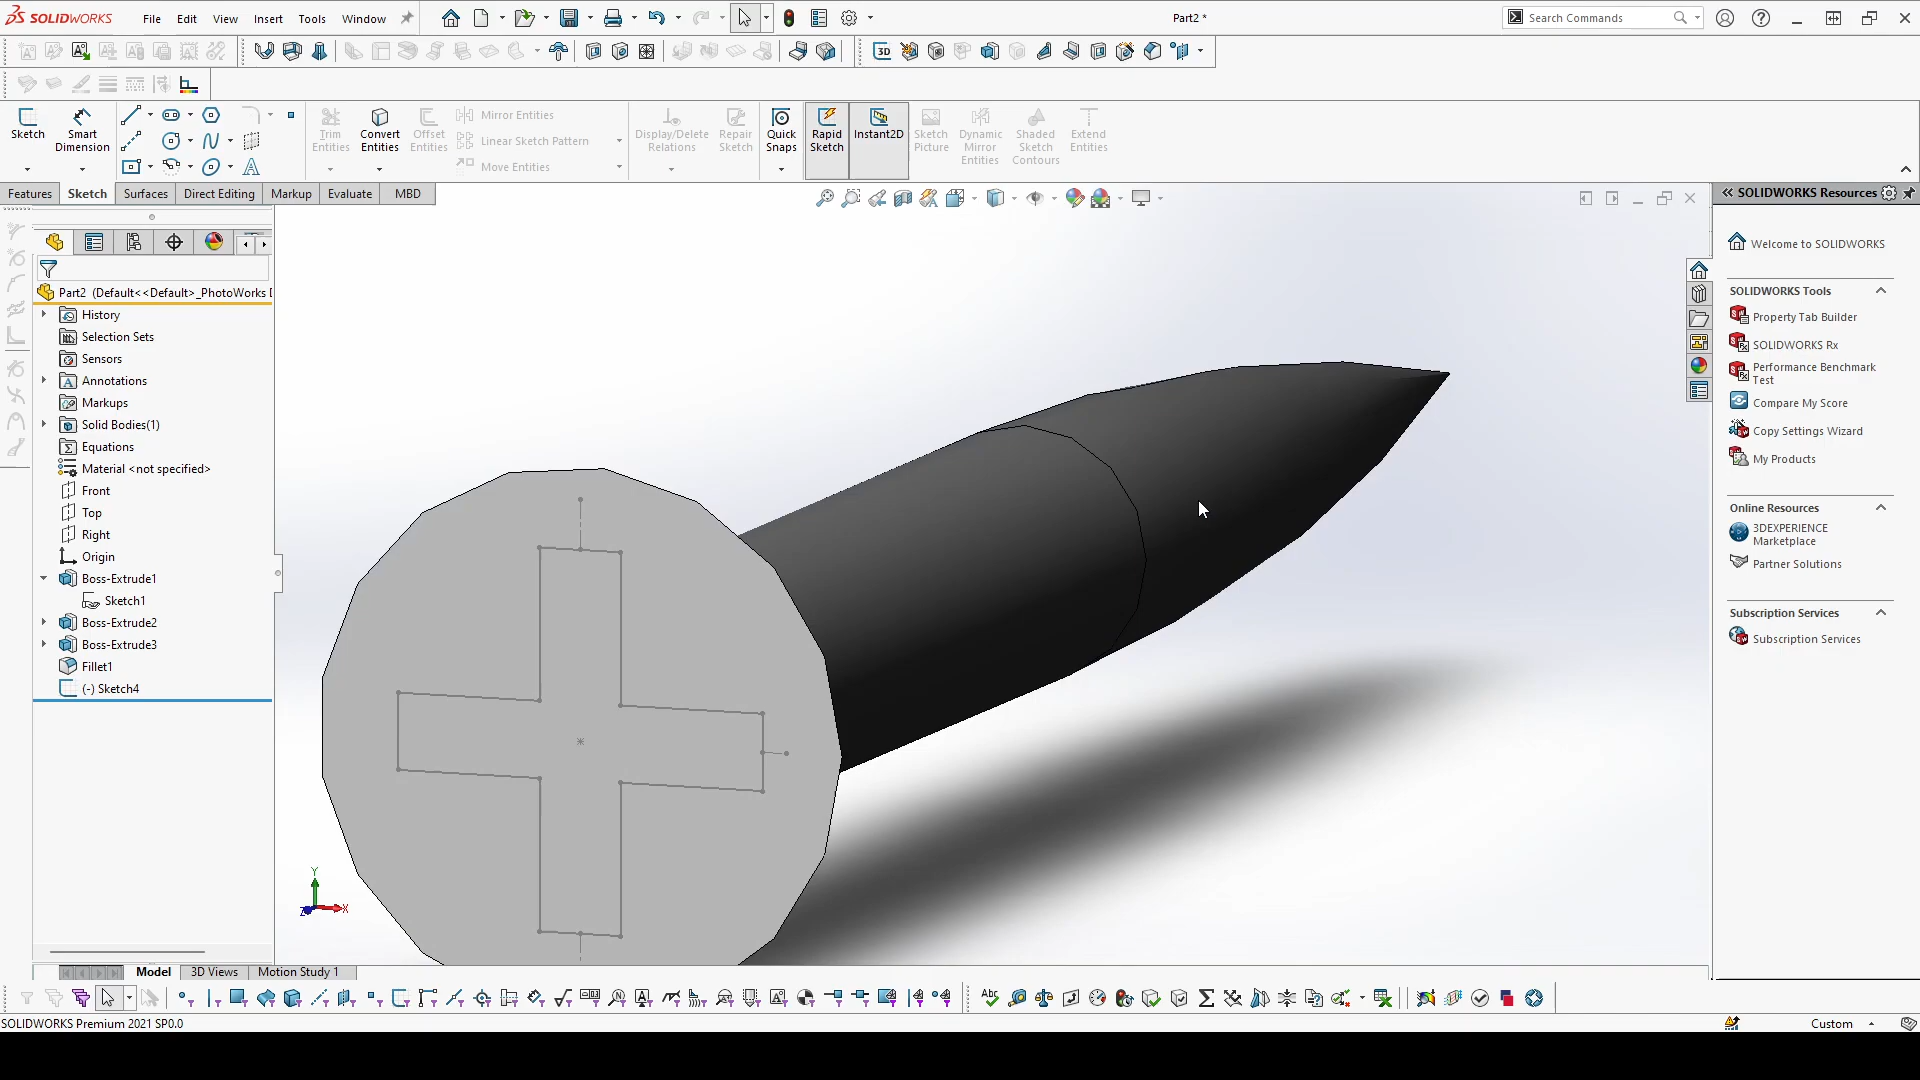 SOLIDWORKS
File
Edit
View
Insert
Tools
Window
Part2 *
Search Commands
Sketch
Smart
Dimension
Trim
Entities
Convert
Entities
Offset
Entities
Mirror Entities
Linear Sketch Pattern
Move Entities
Display/Delete
Relations
Repair
Sketch
Quick
Snaps
Rapid
Sketch
Instant2D
Sketch
Picture
Dynamic
Mirror
Entities
Shaded
Sketch
Contours
Extend
Entities
Features
Sketch
Surfaces
Direct Editing
Markup
Evaluate
MBD
Part2 (Default<<Default>_PhotoWorks
History
Selection Sets
Sensors
Annotations
Markups
Solid Bodies(1)
Equations
Material <not specified>
Front
Top
Right
Origin
Boss-Extrude1
Sketch1
Boss-Extrude2
Boss-Extrude3
Fillet1
(-) Sketch4
Y
X
Z
SOLIDWORKS Resources
Welcome to SOLIDWORKS
SOLIDWORKS Tools
Property Tab Builder
SOLIDWORKS Rx
Performance Benchmark
Test
Compare My Score
Copy Settings Wizard
My Products
Online Resources
3DEXPERIENCE
Marketplace
Partner Solutions
Subscription Services
Subscription Services
Model
3D Views
Motion Study 1
SOLIDWORKS Premium 2021 SP0.0
Custom